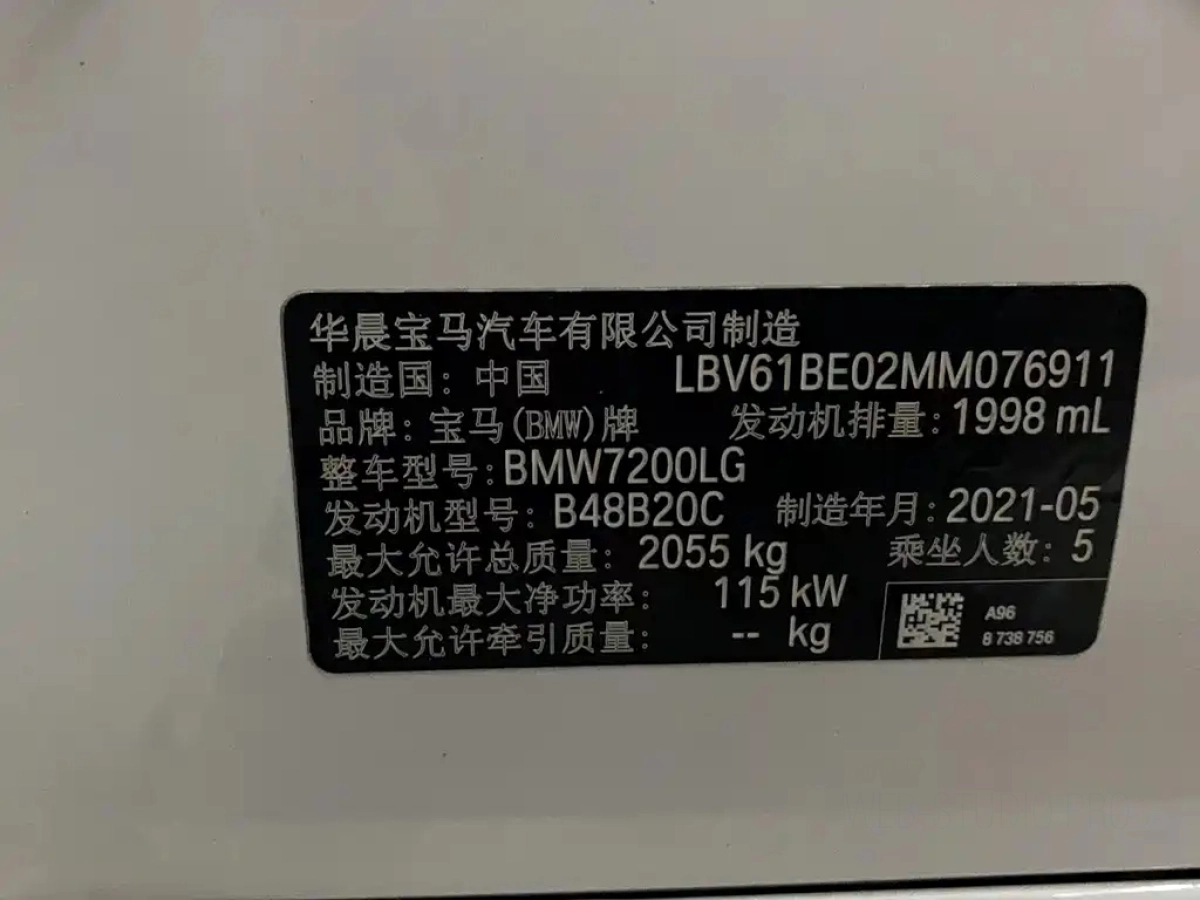 华晨宝马汽车有限公司制造
制造国：中国 LBV61BE02MM076911
品牌：宝马(BMW)牌 发动机排量：1998 mL
整车型号：BMW7200LG
发动机型号：B48B20C 制造年月：2021-05
最大允许总质量：2055 kg 乘坐人数：5
发动机最大净功率：115 kW
最大允许牵引质量：-- kg
A96
8 738 756